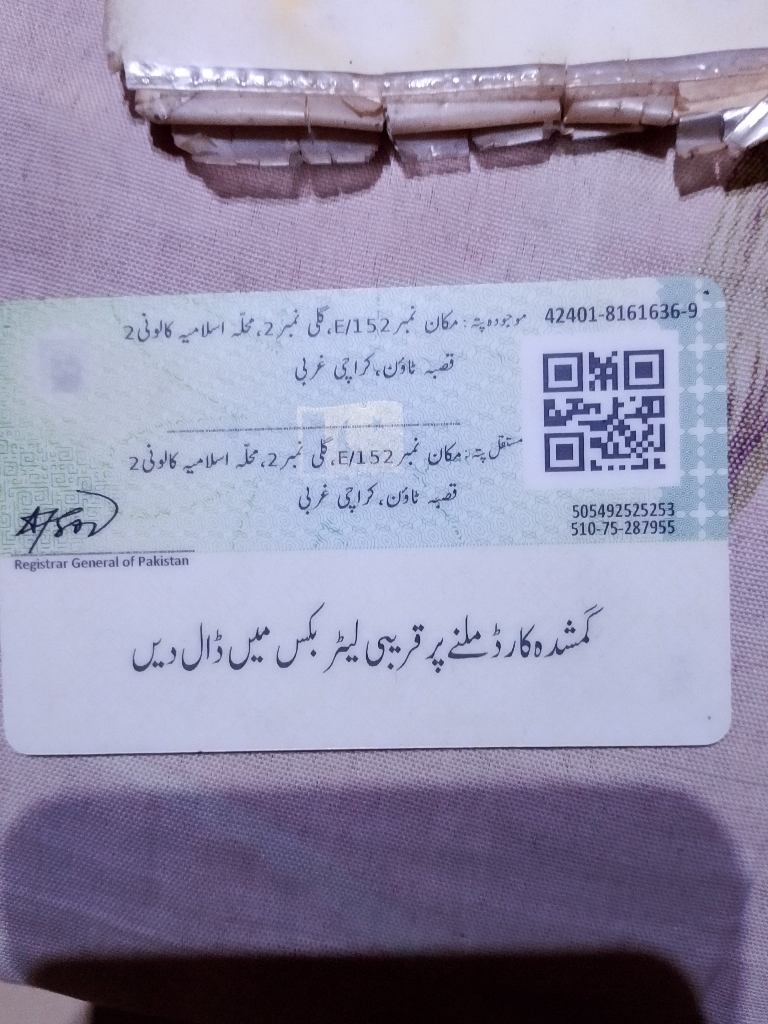 42401-8161636-9
موجودہ پتہ: مکان نمبر E/152، گلی نمبر 2، محلّہ اسلامیہ کالونی 2
قصبہ ٹاؤن، کراچی غربی
مستقل پتہ: مکان نمبر E/152، گلی نمبر 2، محلّہ اسلامیہ کالونی 2
قصبہ ٹاؤن، کراچی غربی
505492525253
510-75-287955
Registrar General of Pakistan
گمشدہ کارڈ ملنے پر قریبی لیٹر بکس میں ڈال دیں